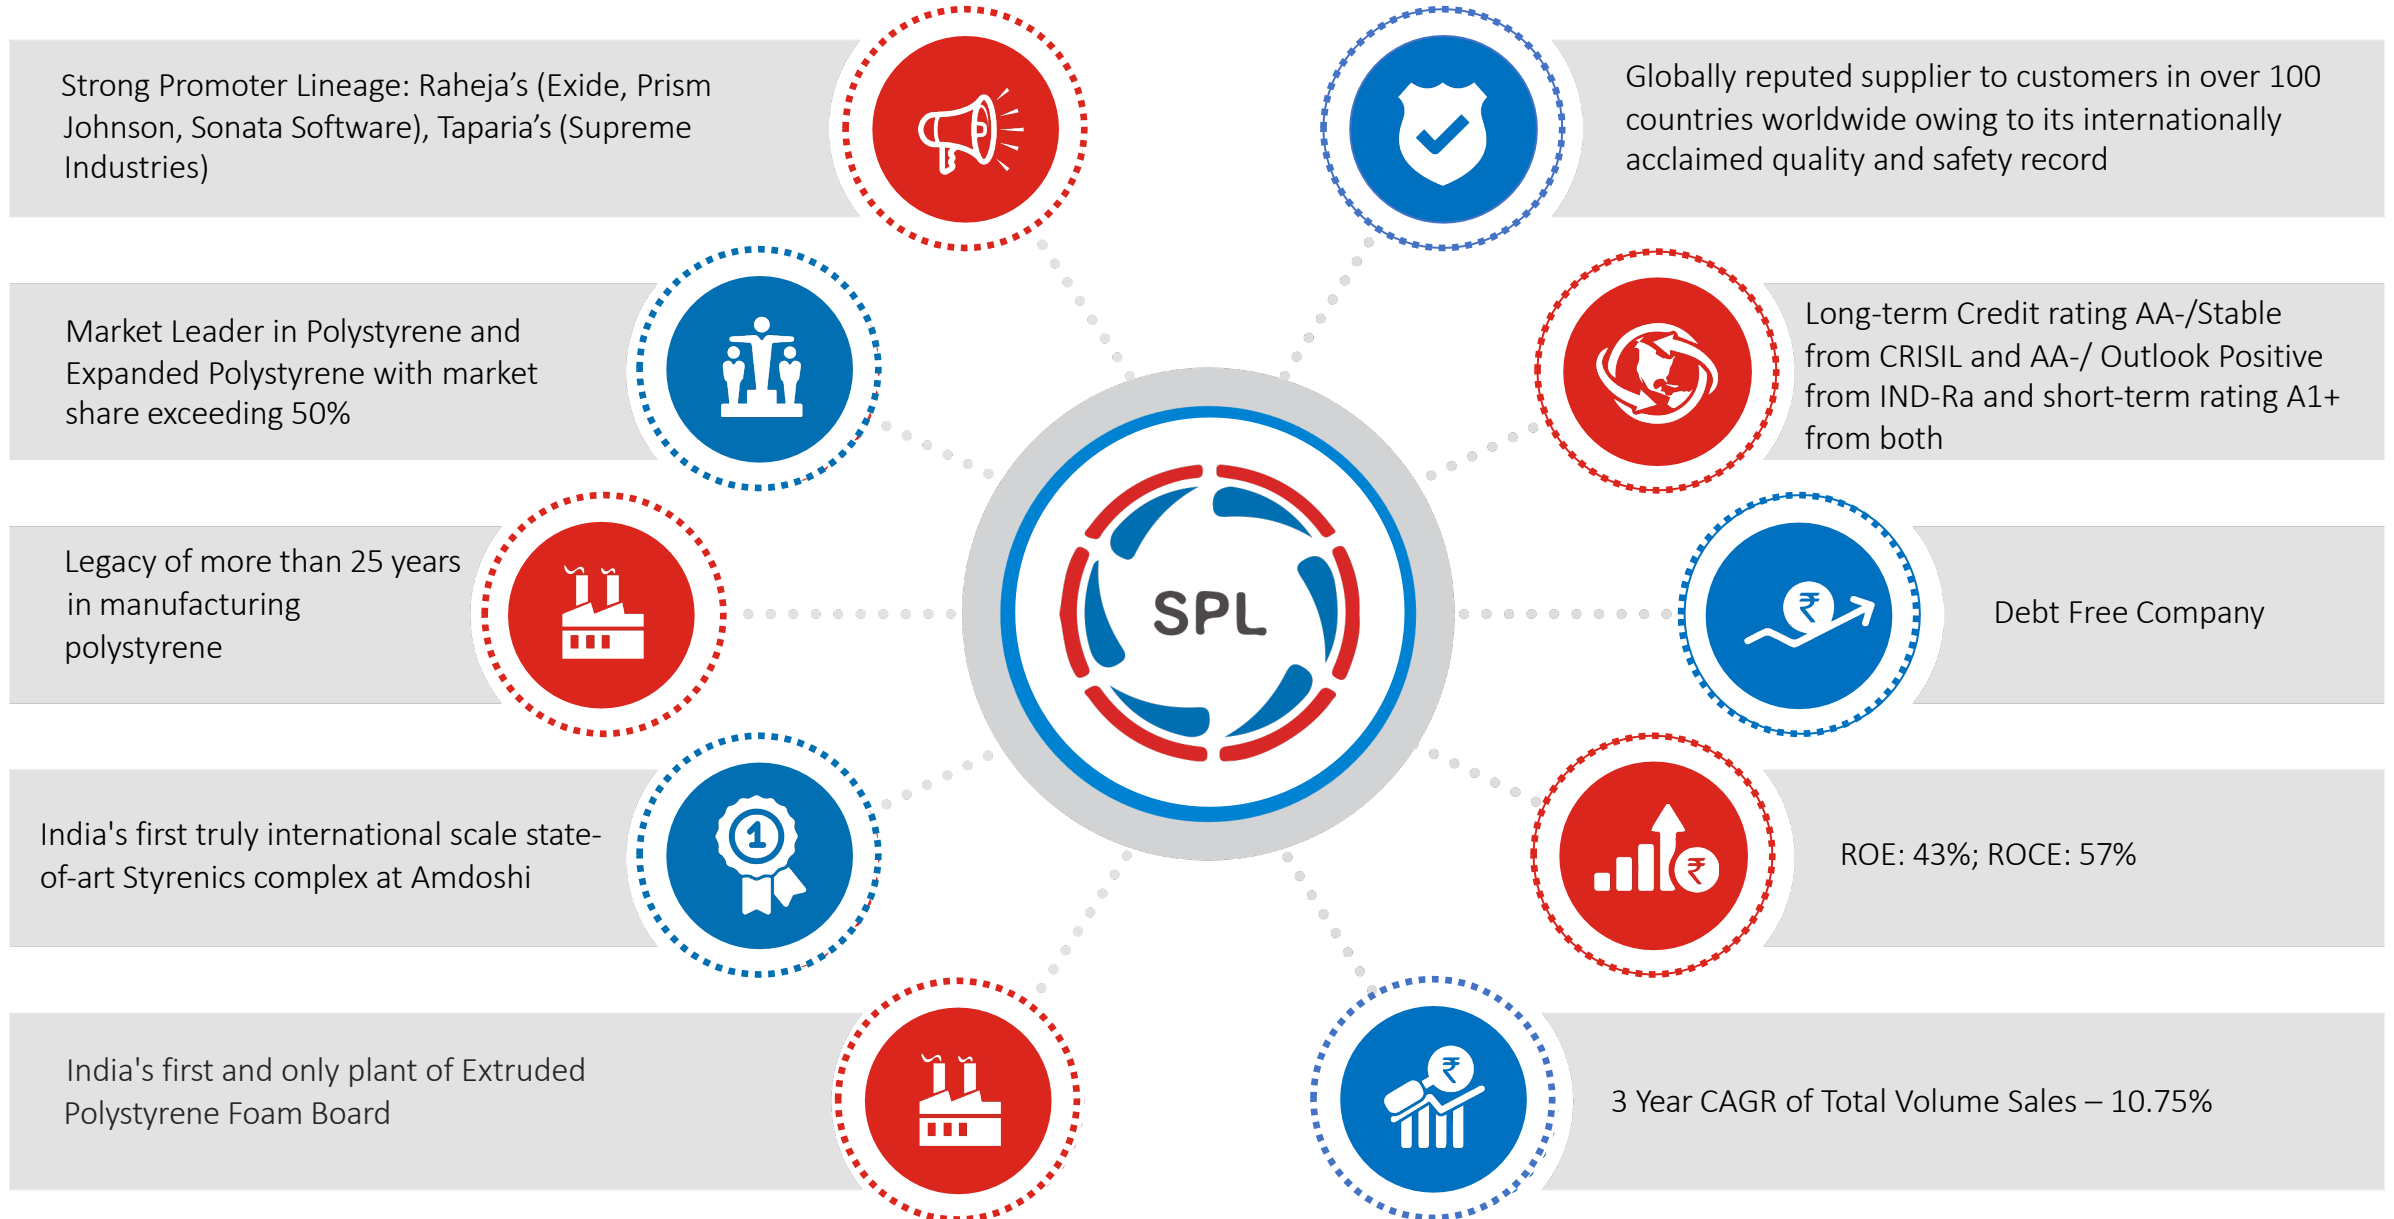 Strong Promoter Lineage: Raheja’s (Exide, Prism
Johnson, Sonata Software), Taparia’s (Supreme
Industries)
Market Leader in Polystyrene and
Expanded Polystyrene with market
share exceeding 50%
Legacy of more than 25 years
in manufacturing
polystyrene
India's first truly international scale state-
of-art Styrenics complex at Amdoshi
1
India's first and only plant of Extruded
Polystyrene Foam Board
SPL
Globally reputed supplier to customers in over 100
countries worldwide owing to its internationally
acclaimed quality and safety record
Long-term Credit rating AA-/Stable
from CRISIL and AA-/ Outlook Positive
from IND-Ra and short-term rating A1+
from both
₹
Debt Free Company
₹
ROE: 43%; ROCE: 57%
₹
3 Year CAGR of Total Volume Sales – 10.75%